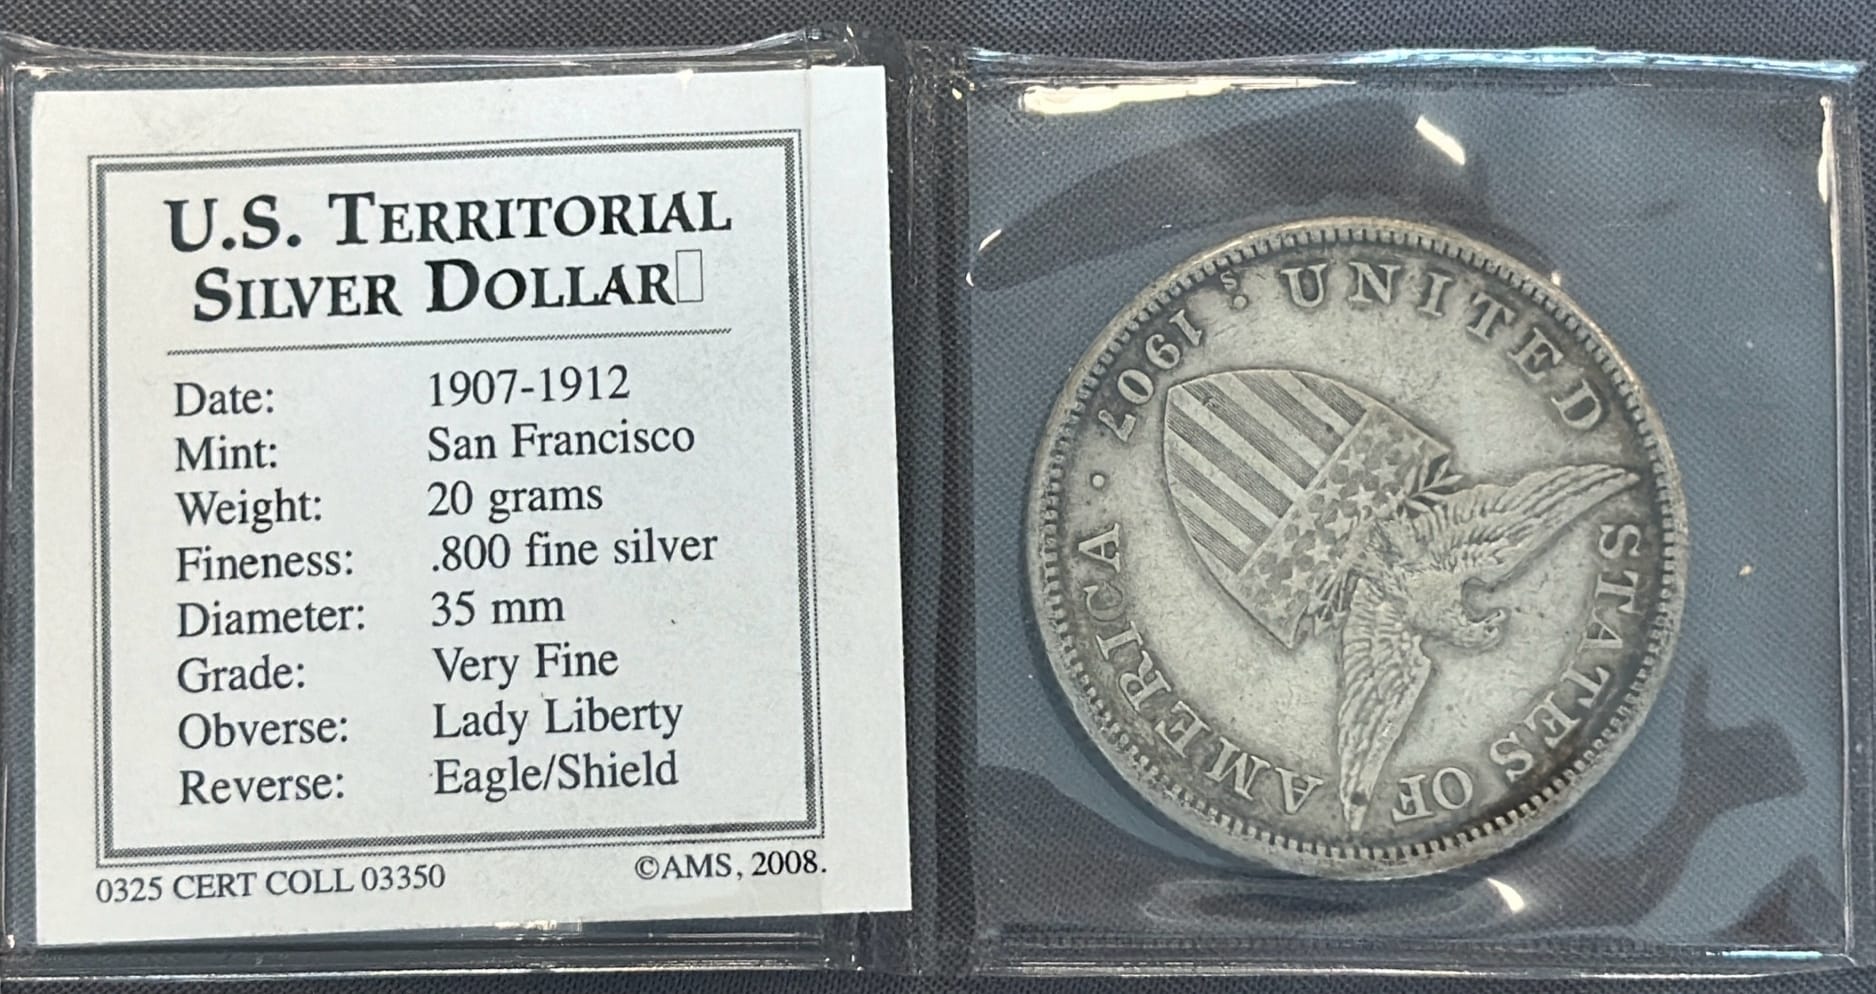 U.S. TERRITORIAL
SILVER DOLLAR
Date: 1907-1912
Mint: San Francisco
Weight: 20 grams
Fineness: .800 fine silver
Diameter: 35 mm
Grade: Very Fine
Obverse: Lady Liberty
Reverse: Eagle/Shield
0325 CERT COLL 03350 ©AMS, 2008.
UNITED STATES OF AMERICA · 1907 S